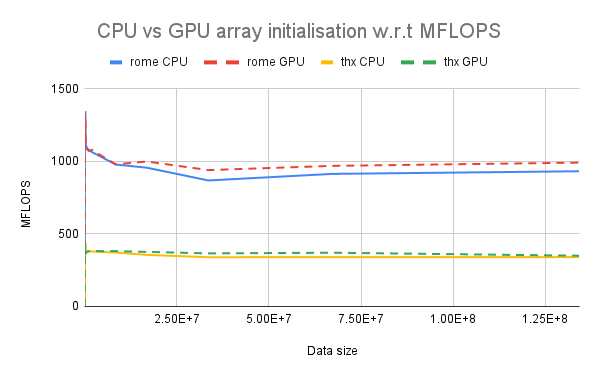 CPU vs GPU array initialisation w.r.t MFLOPS
rome CPU rome GPU thx CPU thx GPU
1500
1000
500
0
MFLOPS
2.50E+7 5.00E+7 7.50E+7 1.00E+8 1.25E+8
Data size